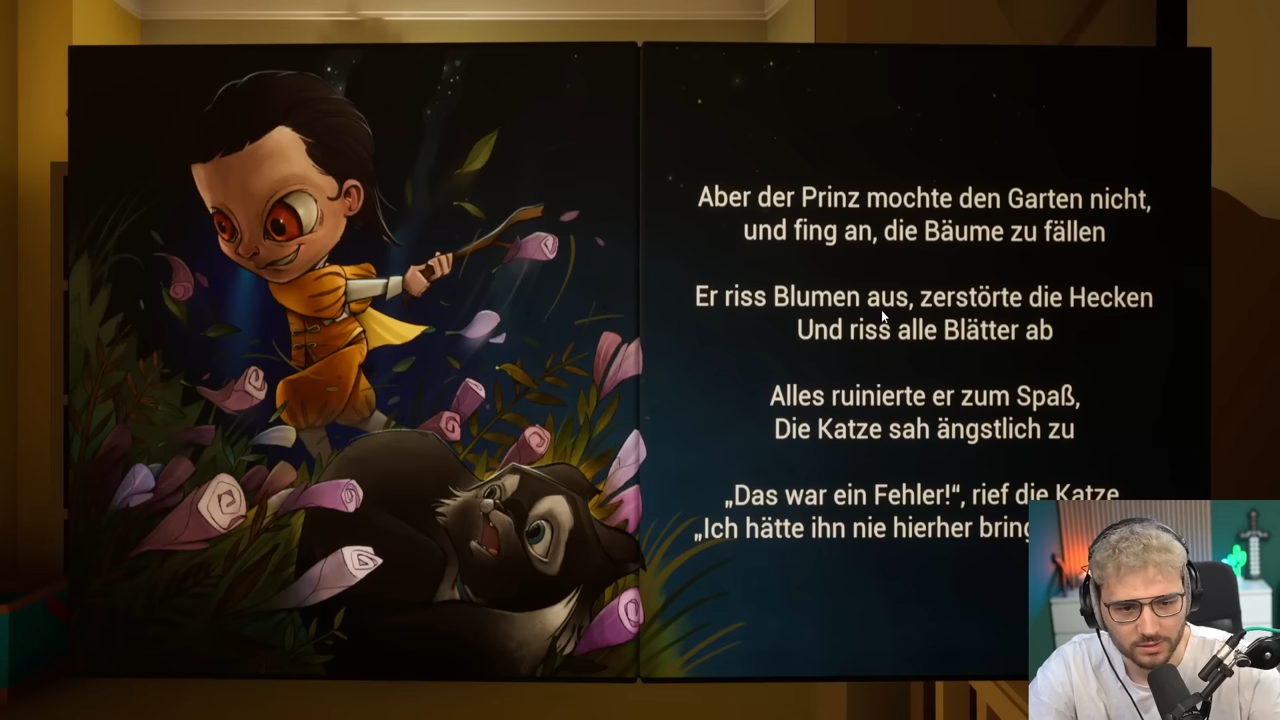 Aber der Prinz mochte den Garten nicht,
und fing an, die Bäume zu fällen
Er riss Blumen aus, zerstörte die Hecken
Und riss alle Blätter ab
Alles ruinierte er zum Spaß,
Die Katze sah ängstlich zu
„Das war ein Fehler!“, rief die Katze
„Ich hätte ihn nie hierher